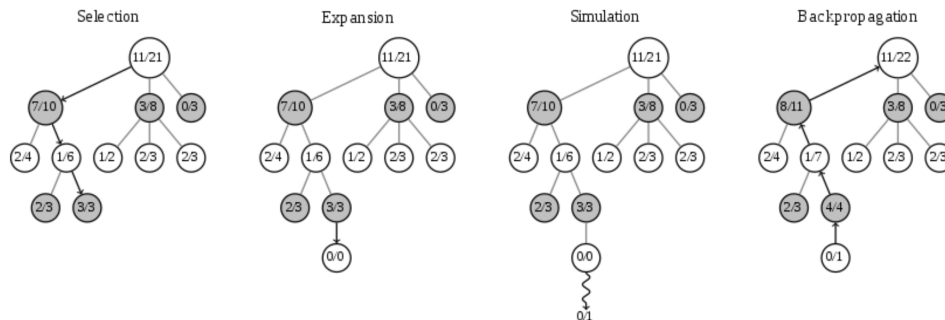 Selection
Expansion
Simulation
Backpropagation
11/21
7/10 3/8 0/3
2/4 1/6 1/2 2/3 2/3
2/3 3/3
11/21
7/10 3/8 0/3
2/4 1/6 1/2 2/3 2/3
2/3 3/3
0/0
11/21
7/10 3/8 0/3
2/4 1/6 1/2 2/3 2/3
2/3 3/3
0/0
0/1
11/22
8/11 3/8 0/3
2/4 1/7 1/2 2/3 2/3
2/3 4/4
0/1